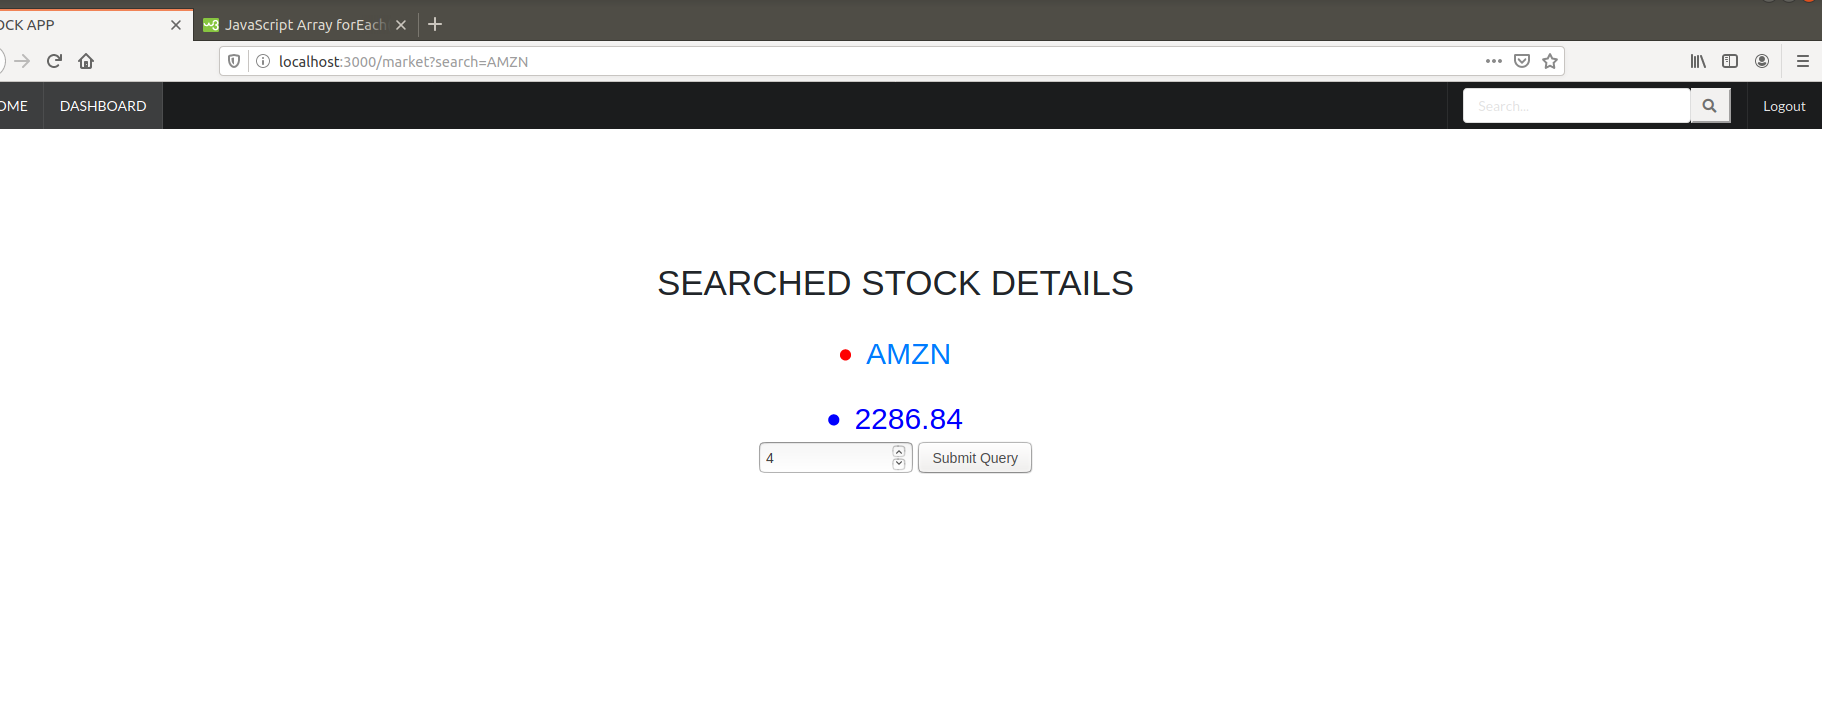 OCK APP
JavaScript Array forEach
localhost:3000/market?search=AMZN
OME DASHBOARD Search... Logout
SEARCHED STOCK DETAILS
AMZN
2286.84
4 Submit Query